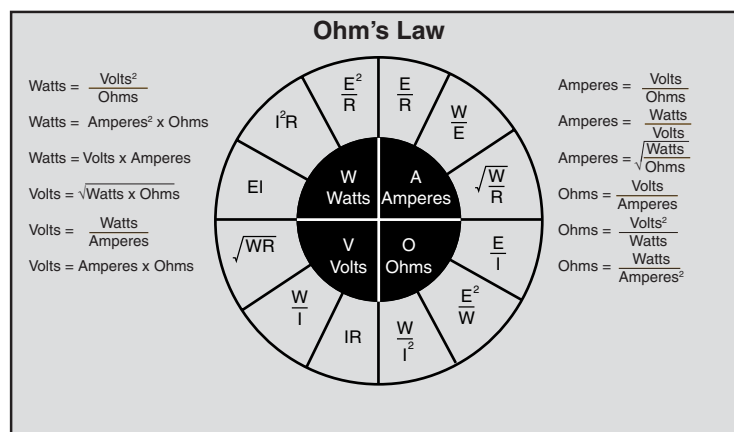 Ohm's Law
Watts = Volts² / Ohms
Watts = Amperes² x Ohms
Watts = Volts x Amperes
Volts = √Watts x Ohms
Volts = Watts / Amperes
Volts = Amperes x Ohms
E²/R
E/R
I²R
W/E
EI
√W/R
W
Watts
A
Amperes
V
Volts
O
Ohms
√WR
E/I
W/I
E²/W
IR
W/I²
Amperes = Volts / Ohms
Amperes = Watts / Volts
Amperes = √Watts / Ohms
Ohms = Volts / Amperes
Ohms = Volts² / Watts
Ohms = Watts / Amperes²